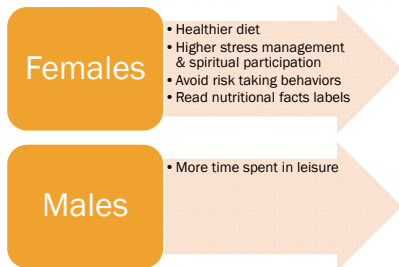 Females
• Healthier diet
• Higher stress management
& spiritual participation
• Avoid risk taking behaviors
• Read nutritional facts labels
Males
• More time spent in leisure